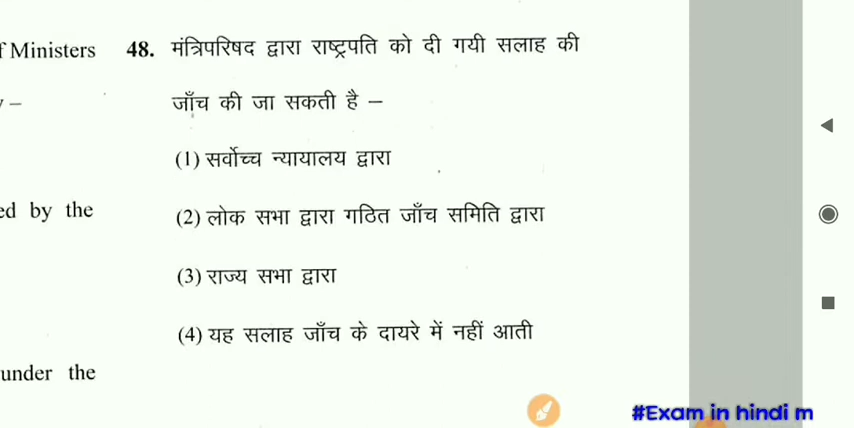 f Ministers
48. मंत्रिपरिषद द्वारा राष्ट्रपति को दी गयी सलाह की
जाँच की जा सकती है –
–
(1) सर्वोच्च न्यायालय द्वारा
ed by the
(2) लोक सभा द्वारा गठित जाँच समिति द्वारा
(3) राज्य सभा द्वारा
(4) यह सलाह जाँच के दायरे में नहीं आती
under the
#Exam in hindi m